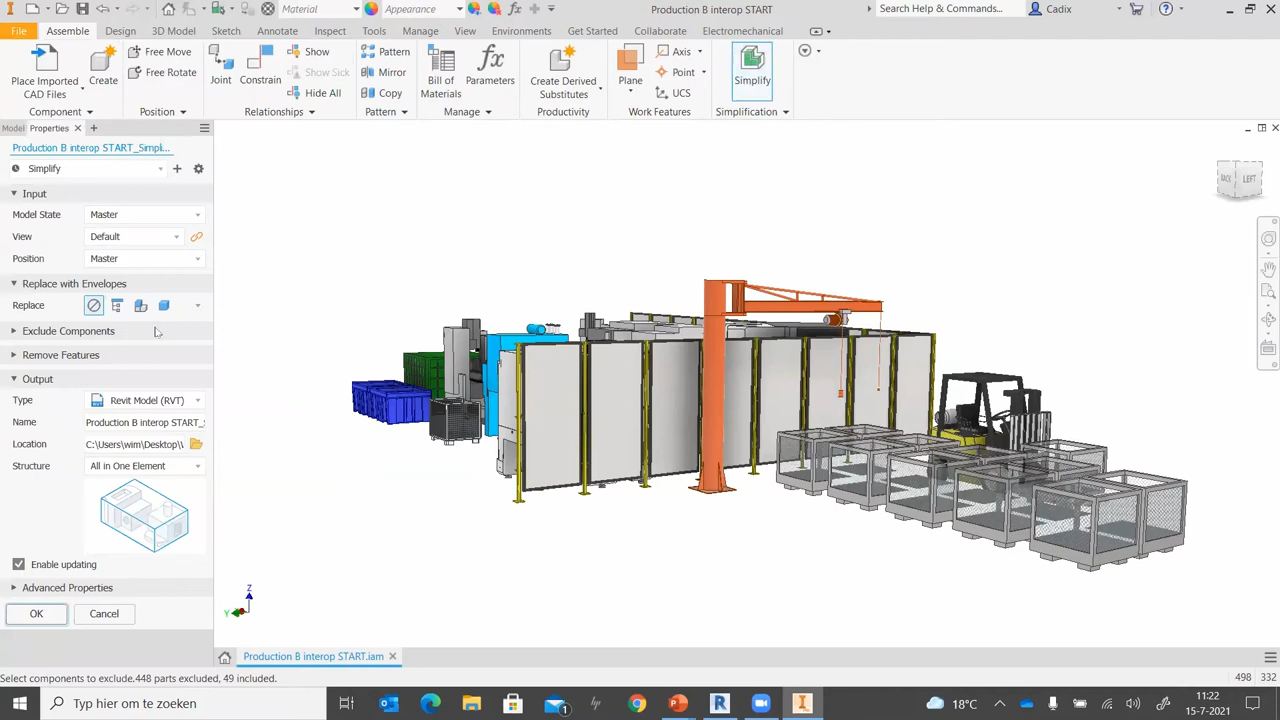 Material
Appearance
Production B interop START
Search Help & Commands...
Cadix
File
Assemble
Design
3D Model
Sketch
Annotate
Inspect
Tools
Manage
View
Environments
Get Started
Collaborate
Electromechanical
Place Imported
CAD Files
Create
Free Move
Free Rotate
Joint
Constrain
Show
Show Sick
Hide All
Pattern
Mirror
Copy
Bill of
Materials
Parameters
Create Derived
Substitutes
Plane
Axis
Point
UCS
Simplify
Component
Position
Relationships
Pattern
Manage
Productivity
Work Features
Simplification
Model
Properties
Production B interop START_Simpli...
Simplify
Input
Model State
Master
View
Default
Position
Master
Replace with Envelopes
Replace
Exclude Components
Remove Features
Output
Type
Revit Model (RVT)
Name
Production B interop START_
Location
C:\Users\wim\Desktop\
Structure
All in One Element
Enable updating
Advanced Properties
OK
Cancel
BACK
LEFT
Z
Y
Production B interop START.iam
Select components to exclude.448 parts excluded, 49 included.
498
332
Typ hier om te zoeken
1
18°C
11:22
15-7-2021